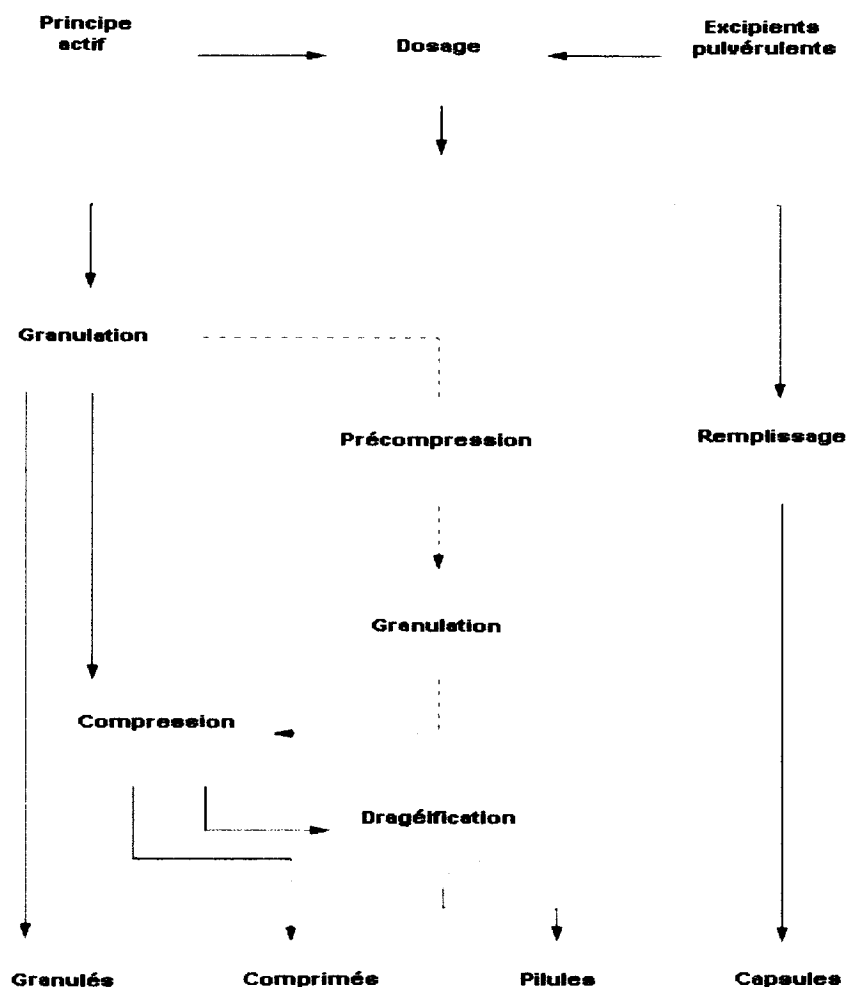 Principe
actif
Dosage
Excipients
pulvérulents
Granulation
Précompression
Remplissage
Granulation
Compression
Dragéification
Granulés
Comprimés
Pilules
Capsules